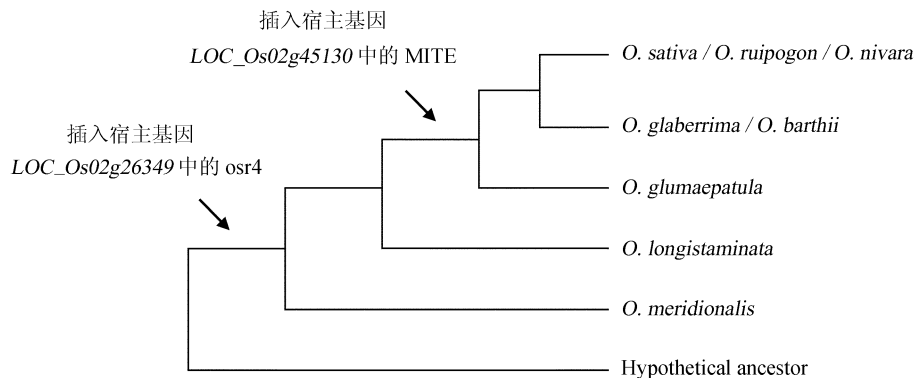 插入宿主基因
LOC_Os02g45130 中的 MITE
插入宿主基因
LOC_Os02g26349 中的 osr4
O. sativa / O. ruipogon / O. nivara
O. glaberrima / O. barthii
O. glumaepatula
O. longistaminata
O. meridionalis
Hypothetical ancestor